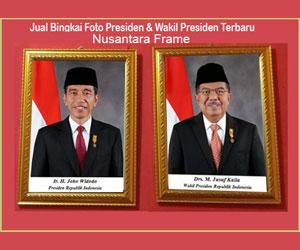 Jual Bingkai Foto Presiden & Wakil Presiden Terbaru
Nusantara Frame
Ir. H. Joko Widodo
Presiden Republik Indonesia
Drs. M. Jusuf Kalla
Wakil Presiden Republik Indonesia